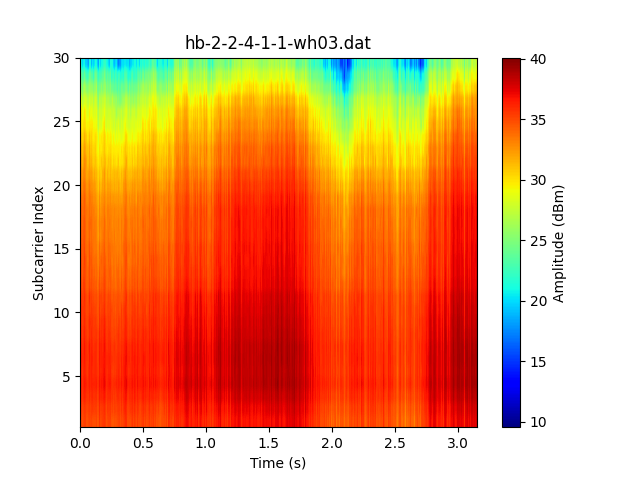 hb-2-2-4-1-1-wh03.dat
30
25
20
15
10
5
Subcarrier Index
0.0 0.5 1.0 1.5 2.0 2.5 3.0
Time (s)
40
35
30
25
20
15
10
Amplitude (dBm)